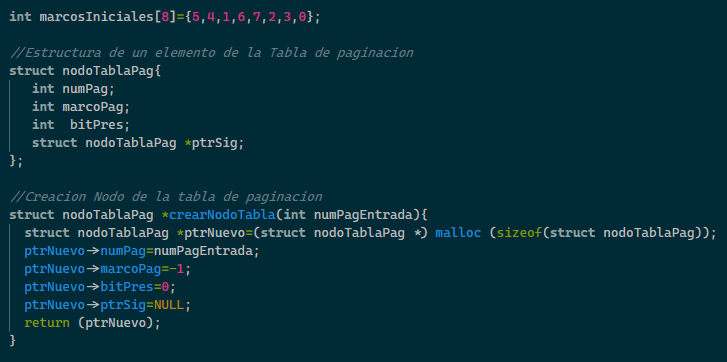 int marcosIniciales[8]={5,4,1,6,7,2,3,0};
//Estructura de un elemento de la Tabla de paginacion
struct nodoTablaPag{
int numPag;
int marcoPag;
int bitPres;
struct nodoTablaPag *ptrSig;
};
//Creacion Nodo de la tabla de paginacion
struct nodoTablaPag *crearNodoTabla(int numPagEntrada){
struct nodoTablaPag *ptrNuevo=(struct nodoTablaPag *) malloc (sizeof(struct nodoTablaPag));
ptrNuevo->numPag=numPagEntrada;
ptrNuevo->marcoPag=-1;
ptrNuevo->bitPres=0;
ptrNuevo->ptrSig=NULL;
return (ptrNuevo);
}